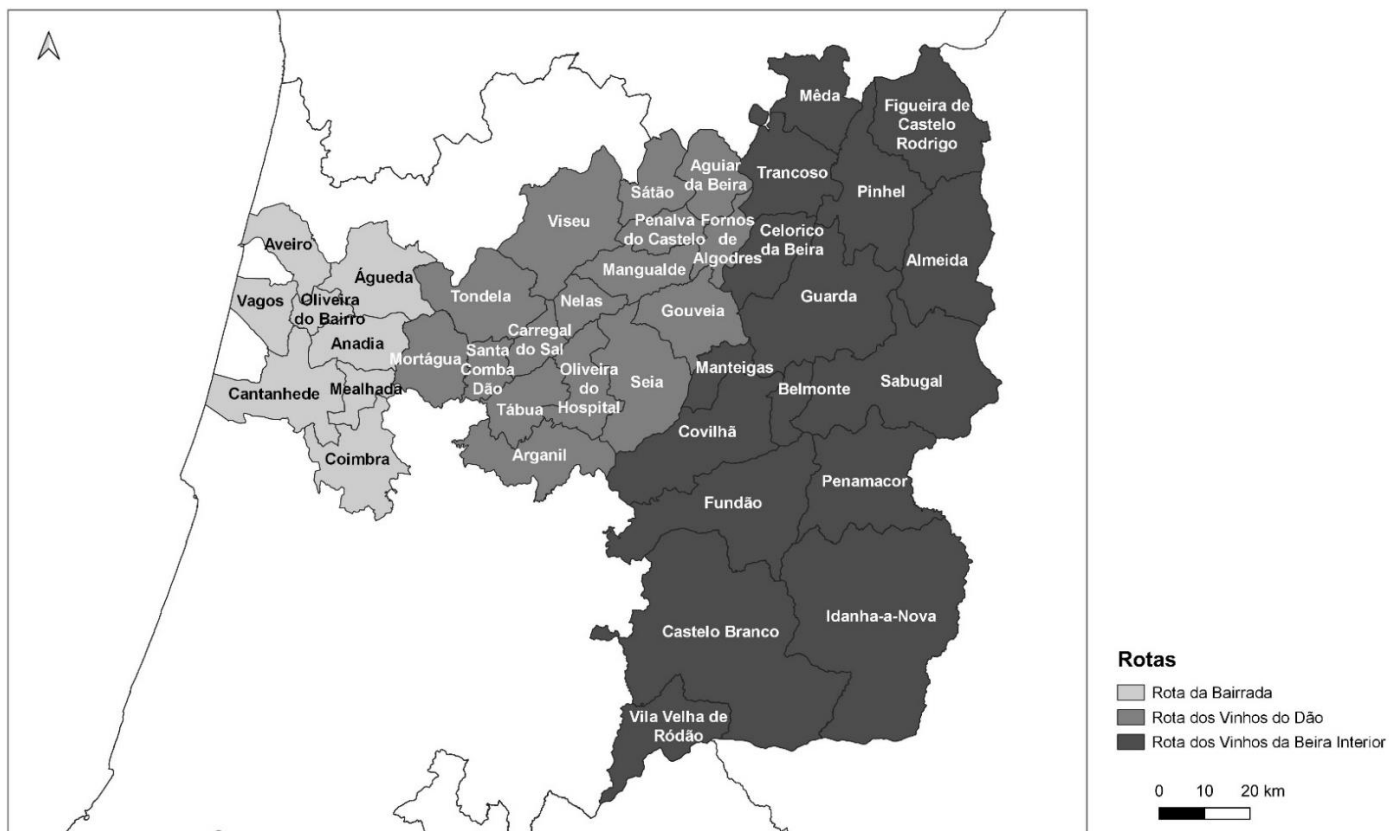 Mêda
Figueira de
Castelo
Rodrigo
Aguiar
da Beira
Trancoso
Sátão
Pinhel
Viseu
Penalva
do Castelo
Fornos
de
Algodres
Celorico
da Beira
Aveiro
Águeda
Mangualde
Almeida
Tondela
Nelas
Guarda
Vagos
Oliveira
do Bairro
Gouveia
Anadia
Carregal
do Sal
Mortágua
Santa
Comba
Dão
Oliveira
do
Hospital
Seia
Manteigas
Belmonte
Sabugal
Cantanhede
Mealhada
Tábua
Covilhã
Coimbra
Arganil
Fundão
Penamacor
Idanha-a-Nova
Castelo Branco
Vila Velha de
Ródão
Rotas
Rota da Bairrada
Rota dos Vinhos do Dão
Rota dos Vinhos da Beira Interior
0 10 20 km